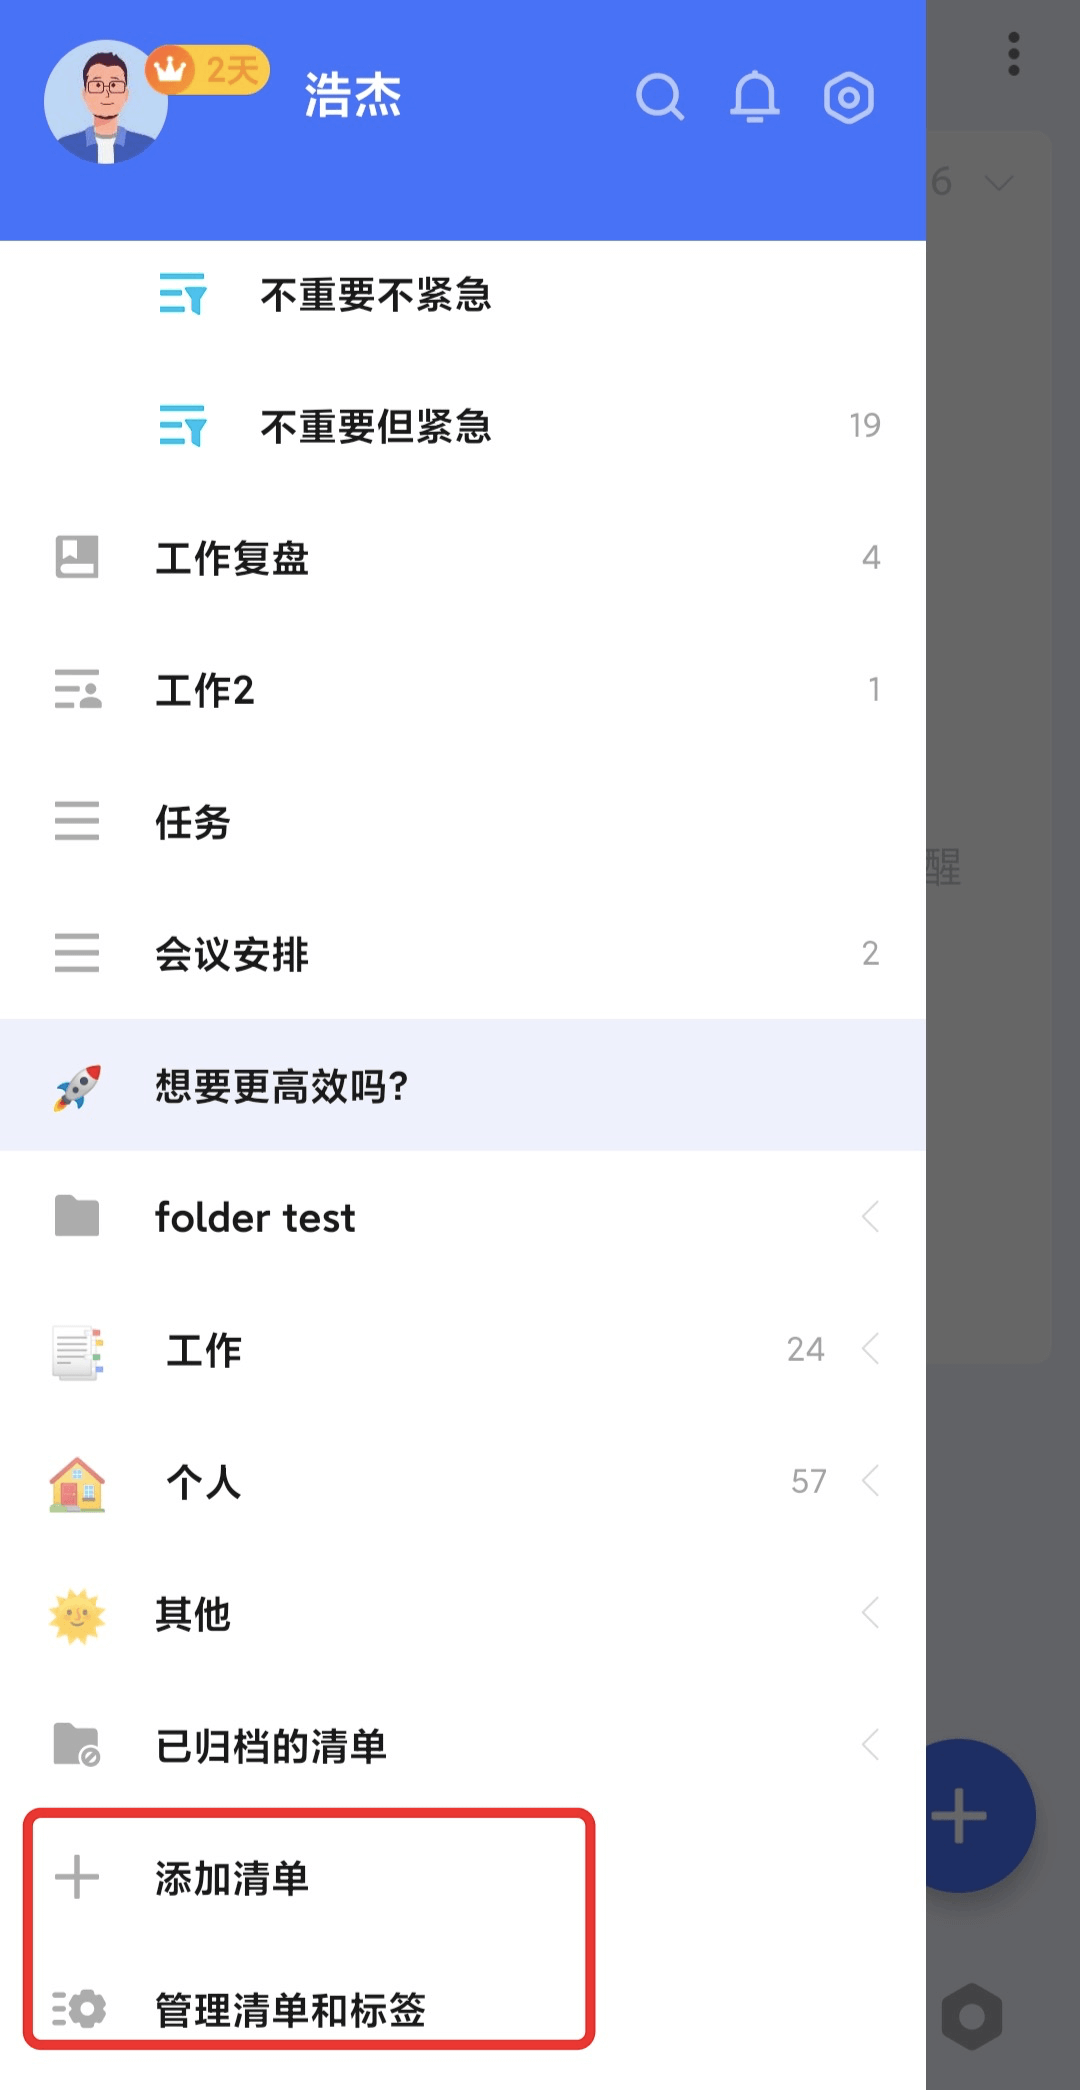 2天
浩杰
6
不重要不紧急
不重要但紧急 19
工作复盘 4
工作2 1
任务
醒
会议安排 2
想要更高效吗?
folder test
工作 24
个人 57
其他
已归档的清单
添加清单
管理清单和标签